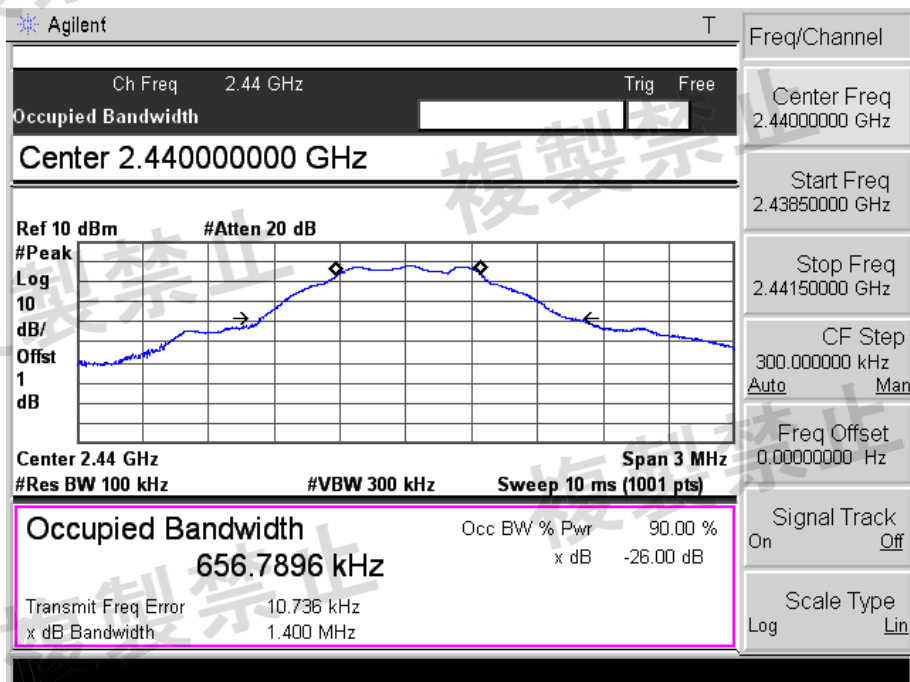 Agilent
T
Freq/Channel
Ch Freq 2.44 GHz Trig Free
Occupied Bandwidth
Center 2.440000000 GHz
Ref 10 dBm #Atten 20 dB
#Peak
Log
10
dB/
Offst
1
dB
Center 2.44 GHz Span 3 MHz
#Res BW 100 kHz #VBW 300 kHz Sweep 10 ms (1001 pts)
Occupied Bandwidth
656.7896 kHz
Occ BW % Pwr 90.00 %
x dB -26.00 dB
Transmit Freq Error 10.736 kHz
x dB Bandwidth 1.400 MHz
Center Freq
2.44000000 GHz
Start Freq
2.43850000 GHz
Stop Freq
2.44150000 GHz
CF Step
300.000000 kHz
Auto Man
Freq Offset
0.00000000 Hz
Signal Track
On Off
Scale Type
Log Lin
複製禁止
複製禁止
複製禁止
複製禁止